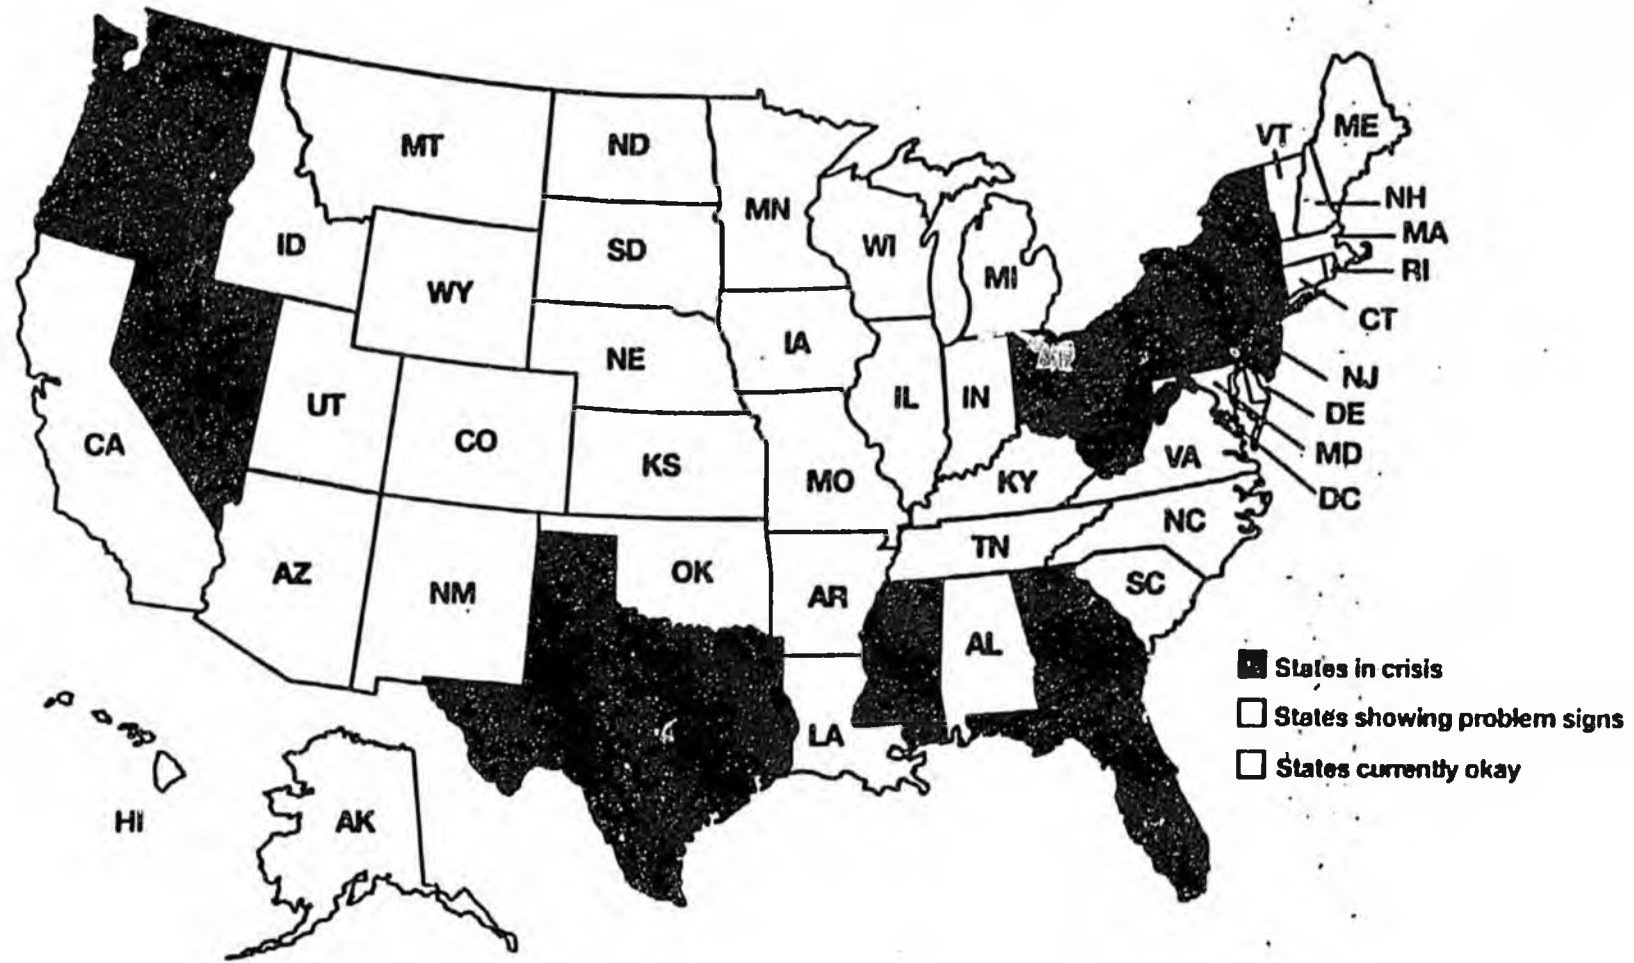 ME
VT
MT
ND
MN
NH
MA
ID
SD
WI
MI
RI
WY
CT
IA
NE
NJ
UT
IL
IN
DE
CA
CO
KS
MD
VA
MO
KY
DC
NC
TN
AZ
OK
SC
NM
AR
AL
LA
States in crisis
States showing problem signs
States currently okay
HI
AK